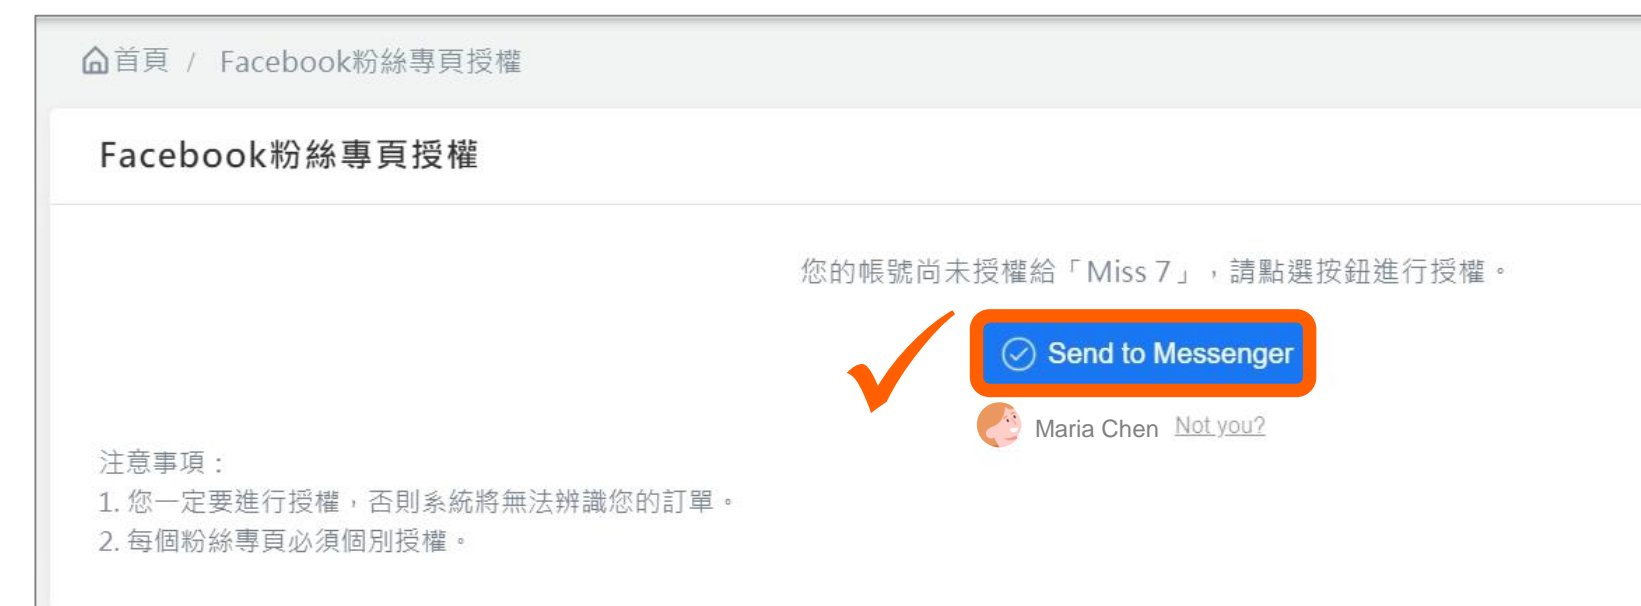 首頁 / Facebook粉絲專頁授權
Facebook粉絲專頁授權
您的帳號尚未授權給「Miss 7」，請點選按鈕進行授權。
Send to Messenger
Maria Chen Not you?
注意事項：
1. 您一定要進行授權，否則系統將無法辨識您的訂單。
2. 每個粉絲專頁必須個別授權。